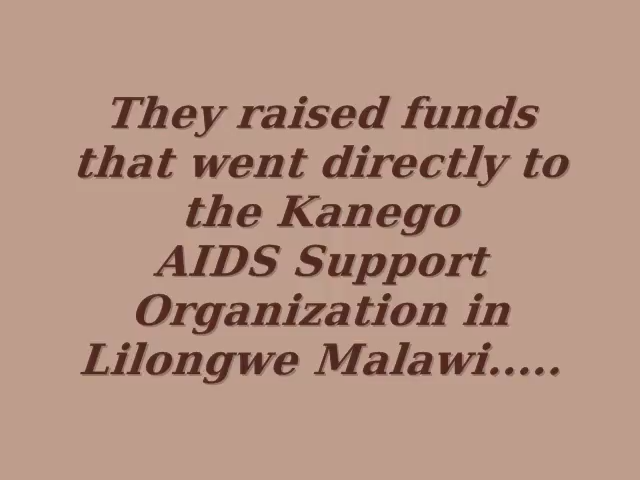 They raised funds
that went directly to
the Kanego
AIDS Support
Organization in
Lilongwe Malawi.....